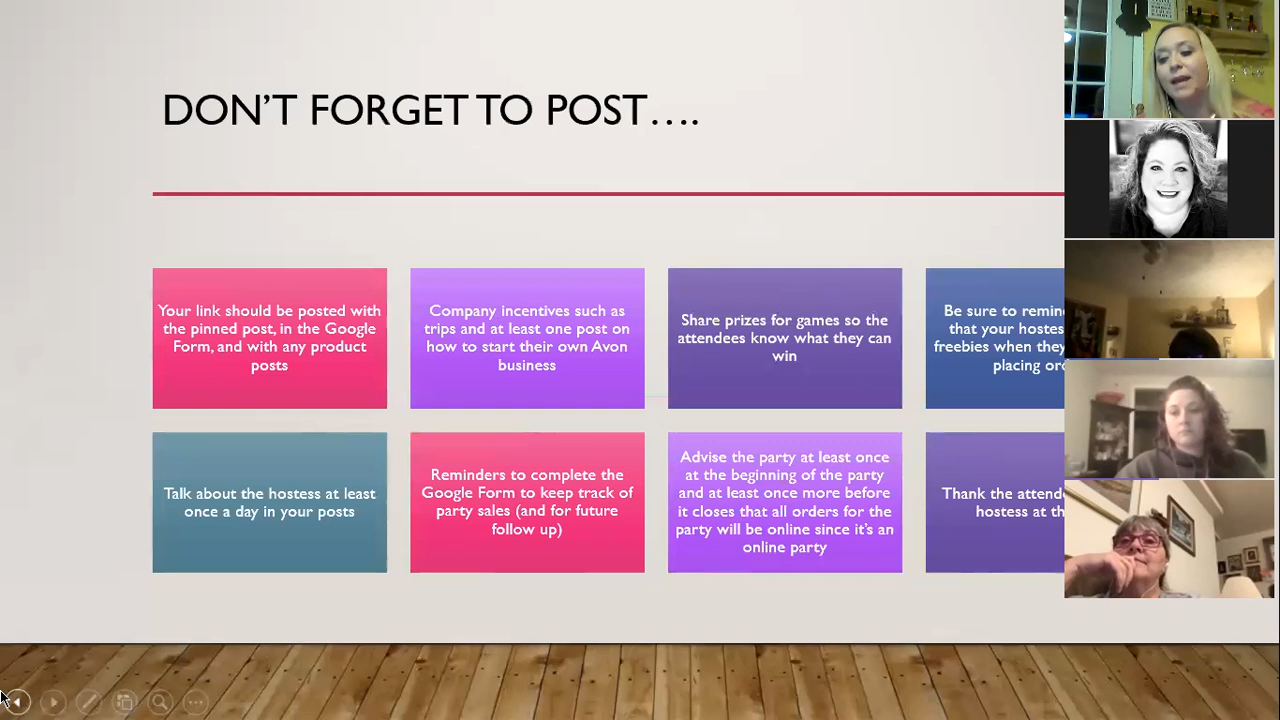 DON'T FORGET TO POST....
Your link should be posted with
the pinned post, in the Google
Form, and with any product
posts
Company incentives such as
trips and at least one post on
how to start their own Avon
business
Share prizes for games so the
attendees know what they can
win
Be sure to
that your
freebies when they
placing
Talk about the hostess at least
once a day in your posts
Reminders to complete the
Google Form to keep track of
party sales (and for future
follow up)
Advise the party at least once
at the beginning of the party
and at least once more before
it closes that all orders for the
party will be online since it's an
online party
Thank the
hostess at